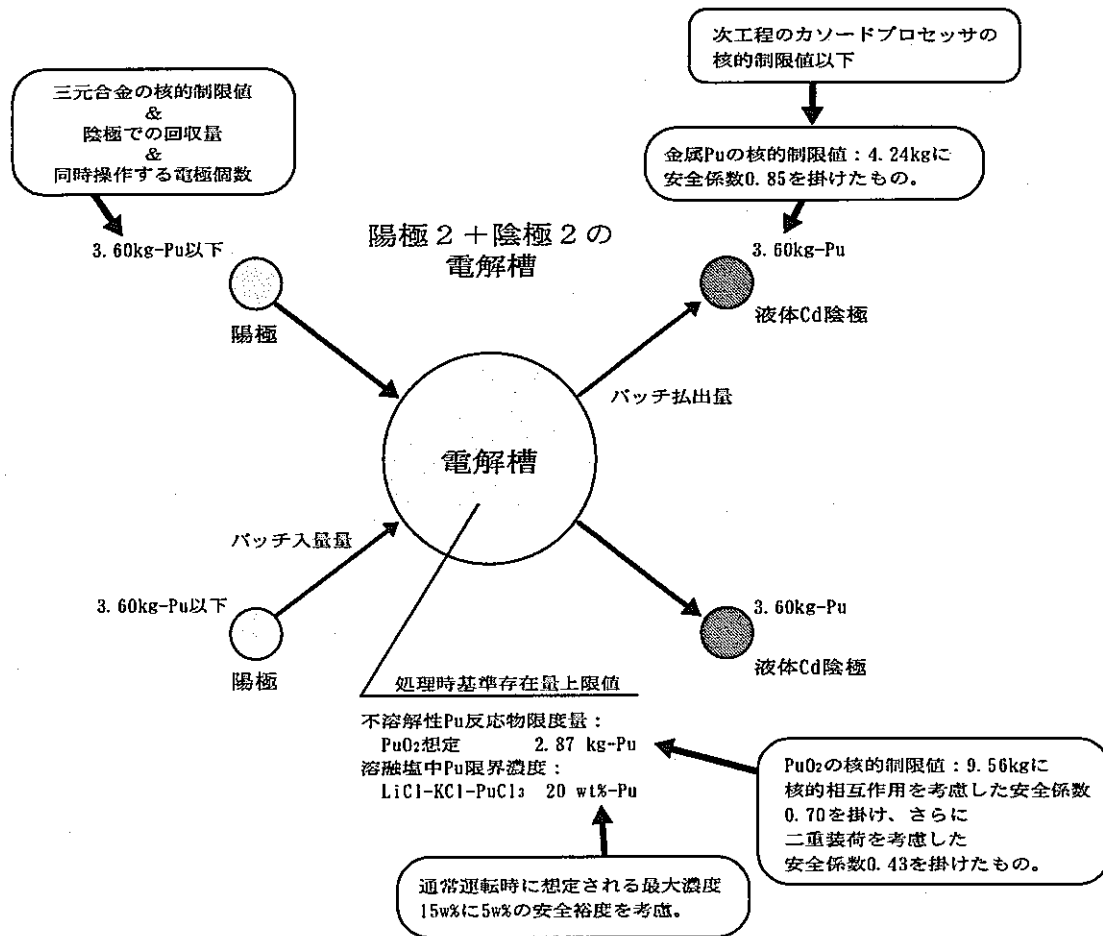 次工程のカソードプロセッサの
核的制限値以下
三元合金の核的制限値
&
陰極での回収量
&
同時操作する電極個数
金属Puの核的制限値:4.24kgに
安全係数0.85を掛けたもの。
3.60kg-Pu以下
陽極2+陰極2の
電解槽
3.60kg-Pu
陽極
液体Cd陰極
バッチ払出量
電解槽
バッチ入量量
3.60kg-Pu以下
3.60kg-Pu
陽極
液体Cd陰極
処理時基準存在量上限値
不溶解性Pu反応物限度量:
PuO₂想定 2.87 kg-Pu
溶融塩中Pu限界濃度:
LiCl-KCl-PuCl₃ 20 wt%-Pu
PuO₂の核的制限値:9.56kgに
核的相互作用を考慮した安全係数
0.70を掛け、さらに
二重装荷を考慮した
安全係数0.43を掛けたもの。
通常運転時に想定される最大濃度
15w%に5w%の安全裕度を考慮。